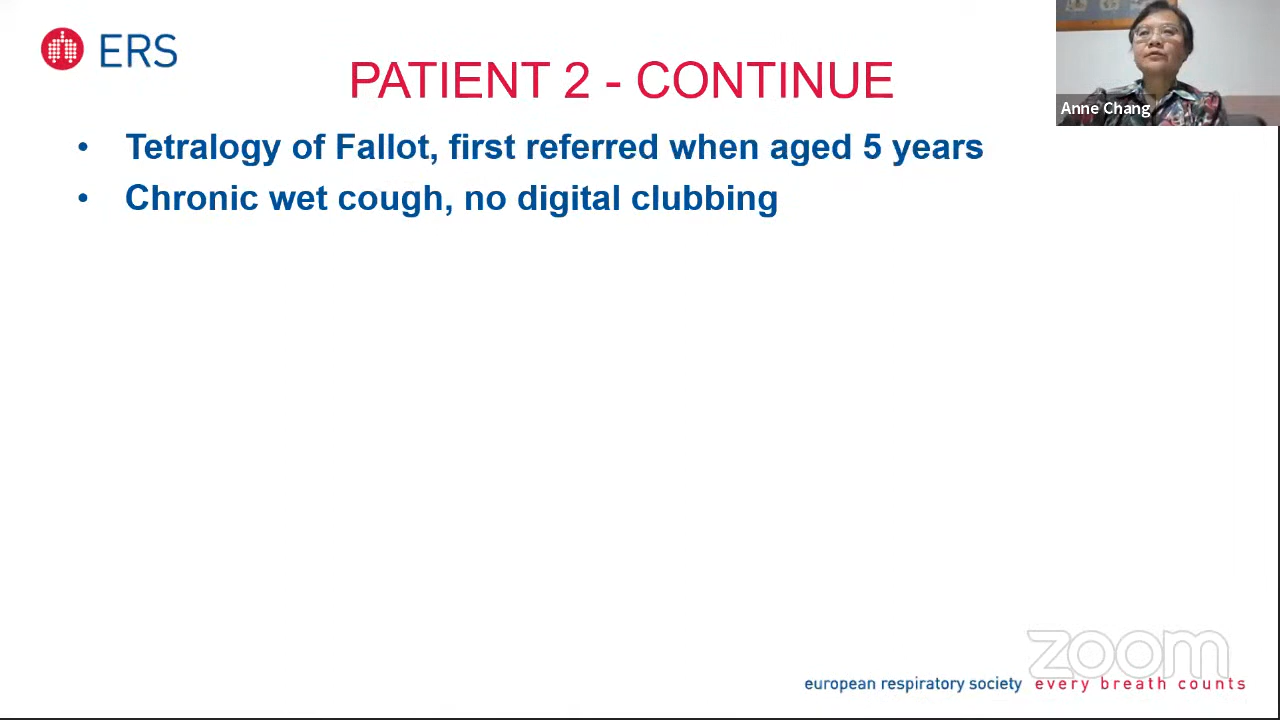 ERS
PATIENT 2 - CONTINUE
Anne Chang
• Tetralogy of Fallot, first referred when aged 5 years
• Chronic wet cough, no digital clubbing
zoom
european respiratory society every breath counts